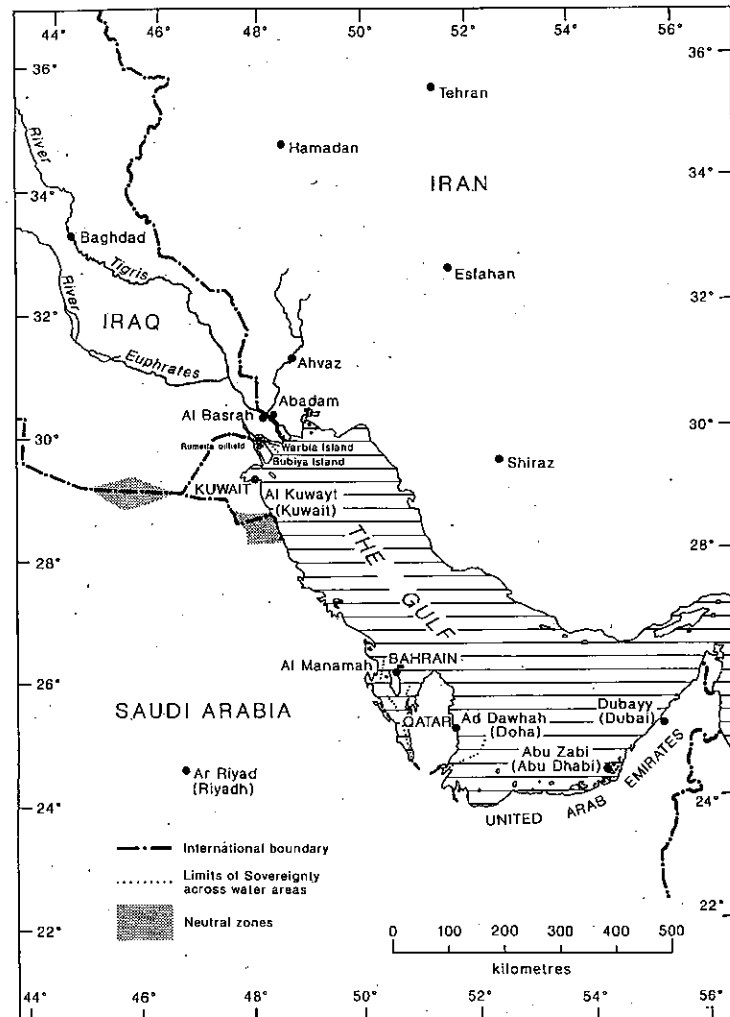 44°
46°
48°
50°
52°
54°
56°
36°
36°
Tehran
Hamadan
IRAN
River
34°
34°
Baghdad
Tigris
Esfahan
River
32°
32°
IRAQ
Euphrates
Ahvaz
Abadam
Al Basrah
30°
30°
Rumeila oilfield
Warbia Island
Bubiya Island
Shiraz
KUWAIT
Al Kuwayt
(Kuwait)
28°
28°
THE GULF
Al Manamah
BAHRAIN
26°
26°
SAUDI ARABIA
QATAR
Ad Dawhah
(Doha)
Dubayy
(Dubai)
Abu Zabi
(Abu Dhabi)
Ar Riyad
(Riyadh)
24°
24°
UNITED ARAB EMIRATES
International boundary
Limits of Sovereignty
across water areas
Neutral zones
22°
22°
0 100 200 300 400 500
kilometres
44°
46°
48°
50°
52°
54°
56°